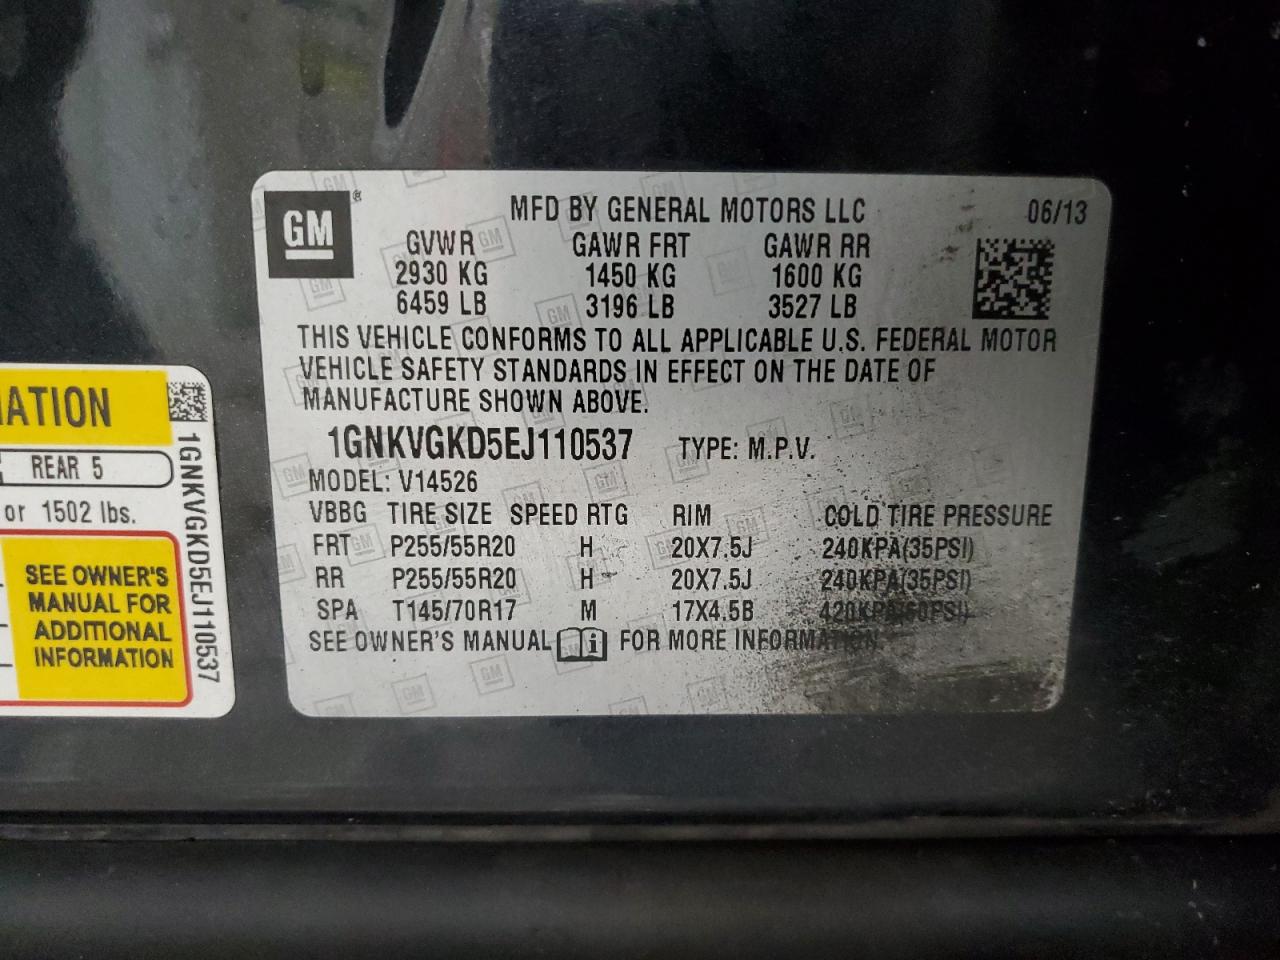 GM ®
MFD BY GENERAL MOTORS LLC 06/13
GVWR GAWR FRT GAWR RR
2930 KG 1450 KG 1600 KG
6459 LB 3196 LB 3527 LB
THIS VEHICLE CONFORMS TO ALL APPLICABLE U.S. FEDERAL MOTOR
VEHICLE SAFETY STANDARDS IN EFFECT ON THE DATE OF
MANUFACTURE SHOWN ABOVE.
1GNKVGKD5EJ110537 TYPE: M.P.V.
MODEL: V14526
VBBG TIRE SIZE SPEED RTG RIM COLD TIRE PRESSURE
FRT P255/55R20 H 20X7.5J 240KPA(35PSI)
RR P255/55R20 H 20X7.5J 240KPA(35PSI)
SPA T145/70R17 M 17X4.5B 420KPA(60PSI)
SEE OWNER'S MANUAL i FOR MORE INFORMATION.
ATION
REAR 5
or 1502 lbs.
SEE OWNER'S
MANUAL FOR
ADDITIONAL
INFORMATION
1GNKVGKD5EJ110537